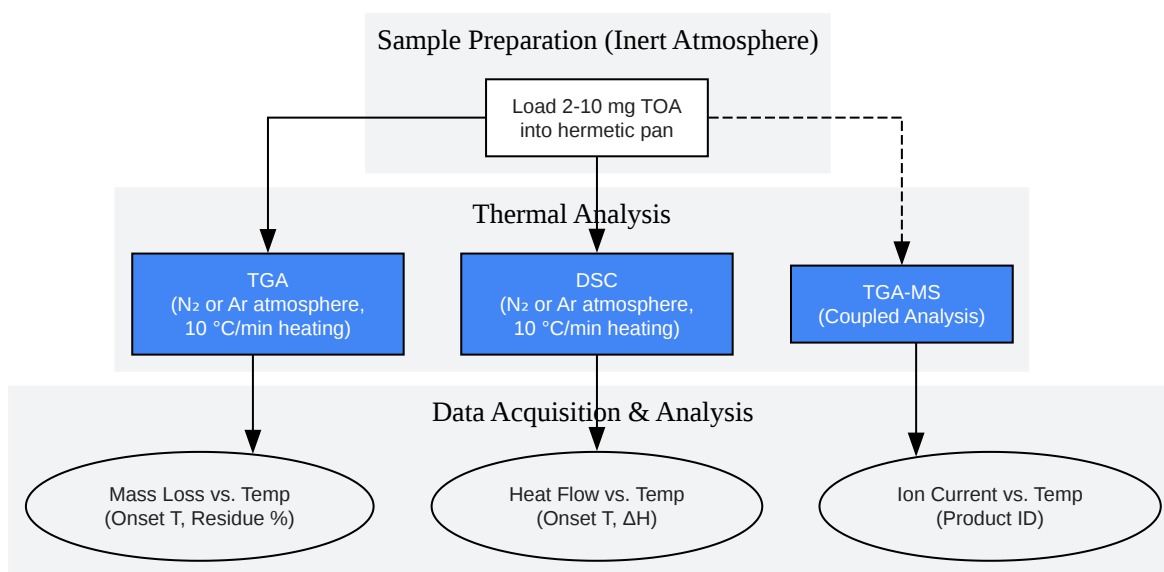 Sample Preparation (Inert Atmosphere)
Load 2-10 mg TOA
into hermetic pan
Thermal Analysis
TGA
(N₂ or Ar atmosphere,
10 °C/min heating)
DSC
(N₂ or Ar atmosphere,
10 °C/min heating)
TGA-MS
(Coupled Analysis)
Data Acquisition & Analysis
Mass Loss vs. Temp
(Onset T, Residue %)
Heat Flow vs. Temp
(Onset T, ΔH)
Ion Current vs. Temp
(Product ID)